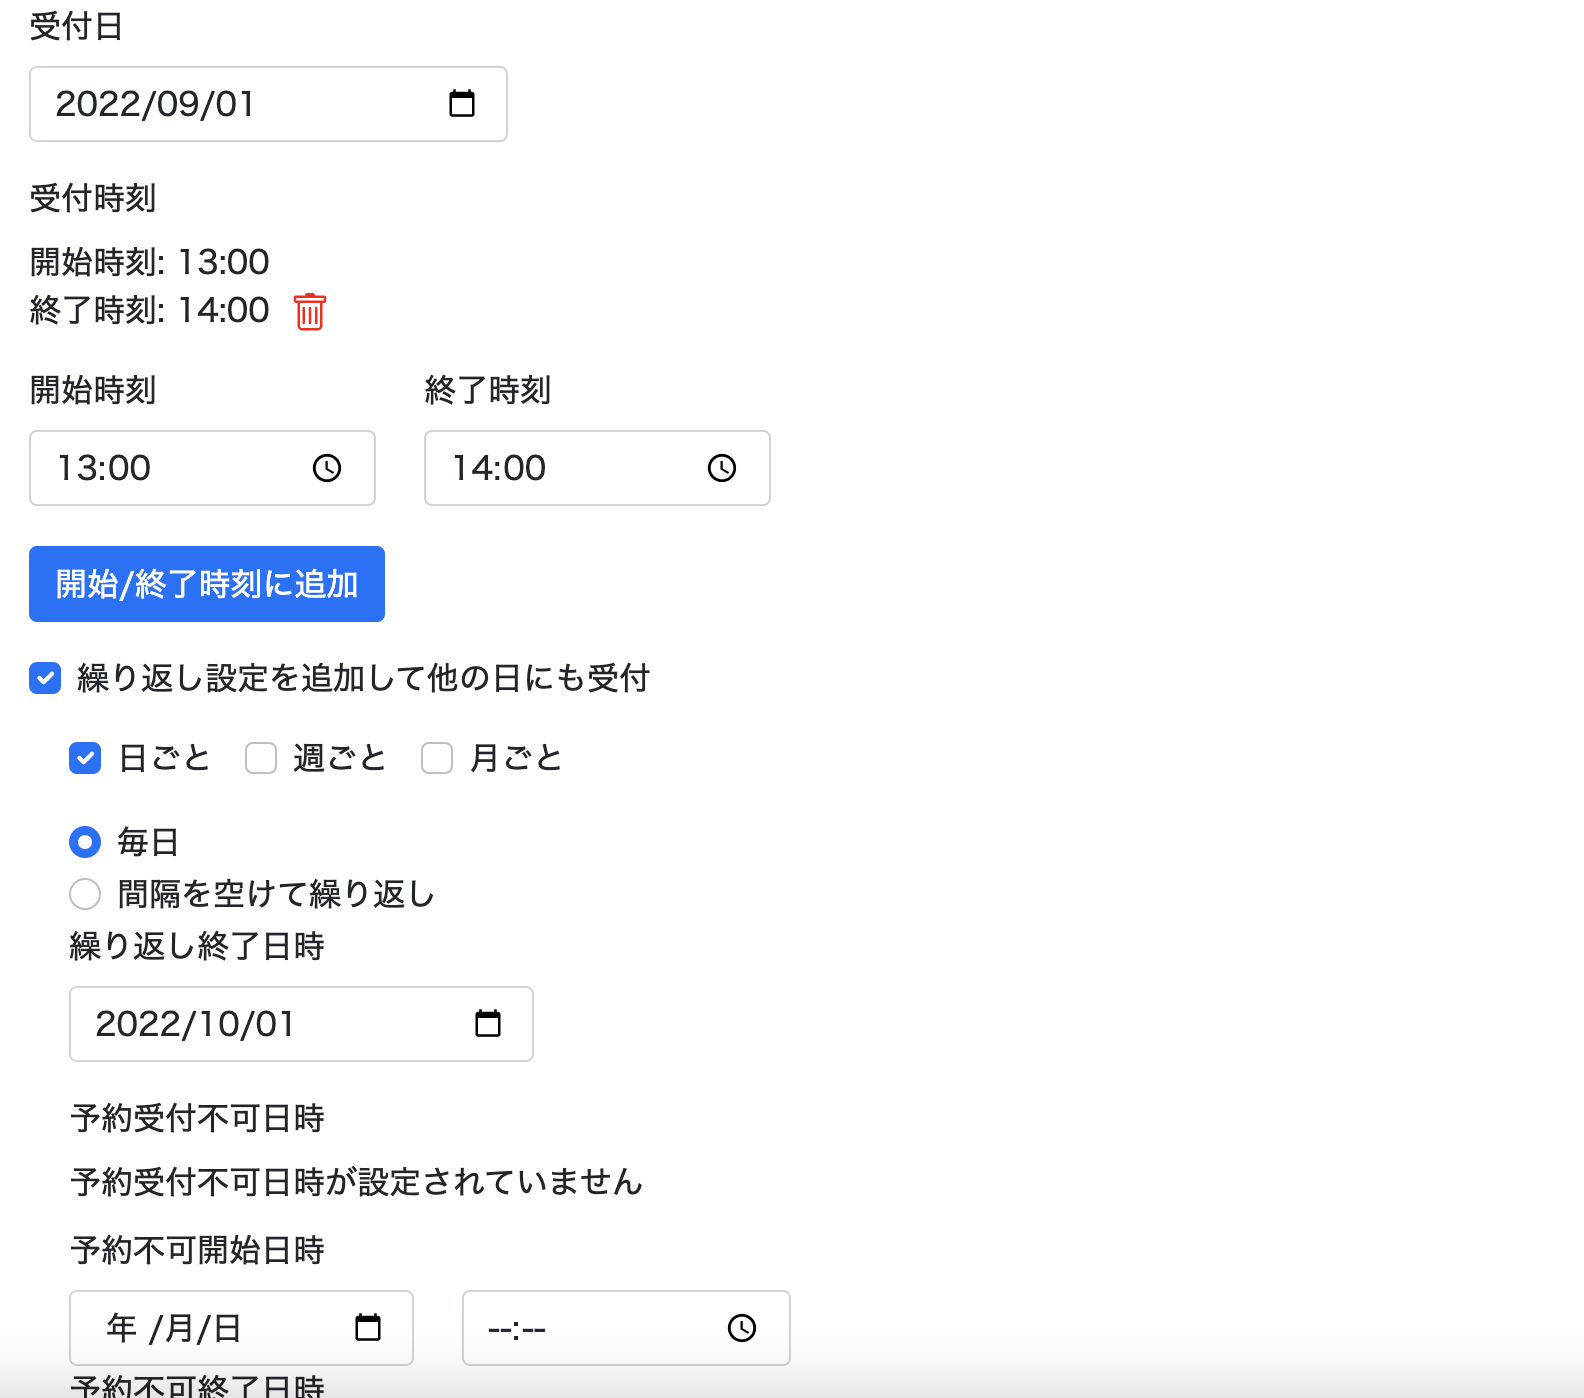 受付日
2022/09/01
受付時刻
開始時刻: 13:00
終了時刻: 14:00
開始時刻 終了時刻
13:00 14:00
開始/終了時刻に追加
繰り返し設定を追加して他の日にも受付
日ごと 週ごと 月ごと
毎日
間隔を空けて繰り返し
繰り返し終了日時
2022/10/01
予約受付不可日時
予約受付不可日時が設定されていません
予約不可開始日時
年 /月/日 --:--
予約不可終了日時